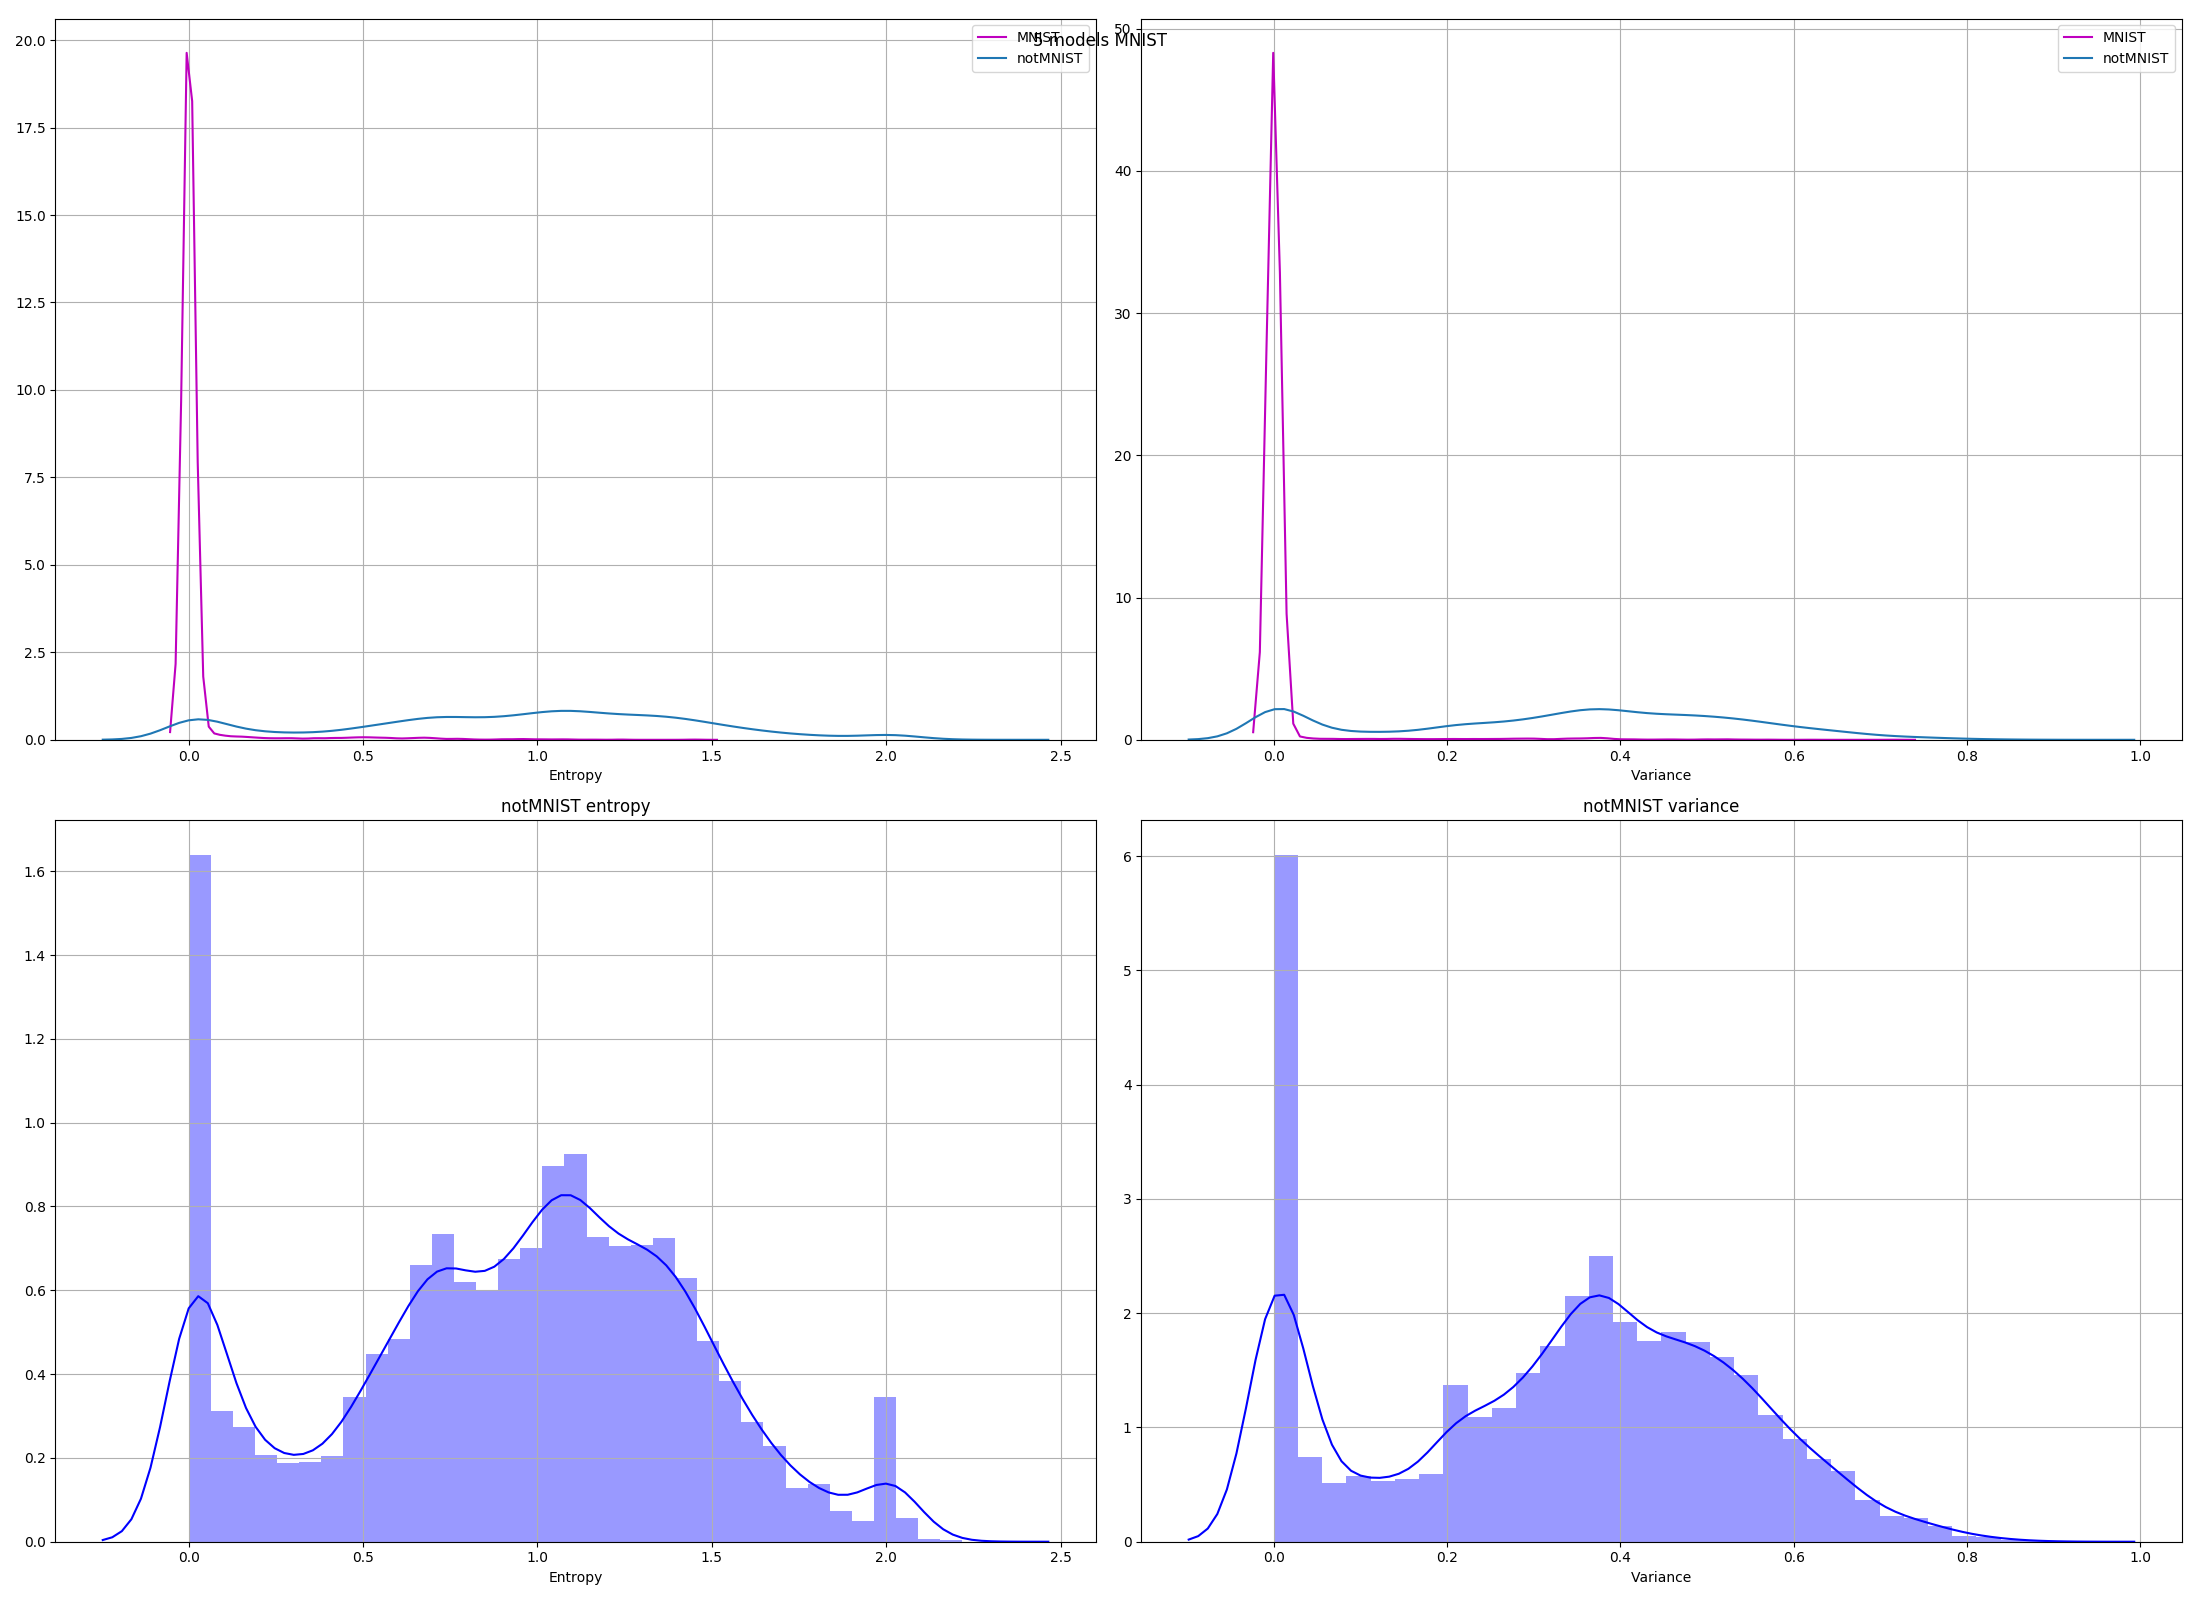 5 models MNIST
MNIST
notMNIST
20.0
17.5
15.0
12.5
10.0
7.5
5.0
2.5
0.0
0.0 0.5 1.0 1.5 2.0 2.5
Entropy
MNIST
notMNIST
50
40
30
20
10
0
0.0 0.2 0.4 0.6 0.8 1.0
Variance
notMNIST entropy
1.6
1.4
1.2
1.0
0.8
0.6
0.4
0.2
0.0
0.0 0.5 1.0 1.5 2.0 2.5
Entropy
notMNIST variance
6
5
4
3
2
1
0
0.0 0.2 0.4 0.6 0.8 1.0
Variance